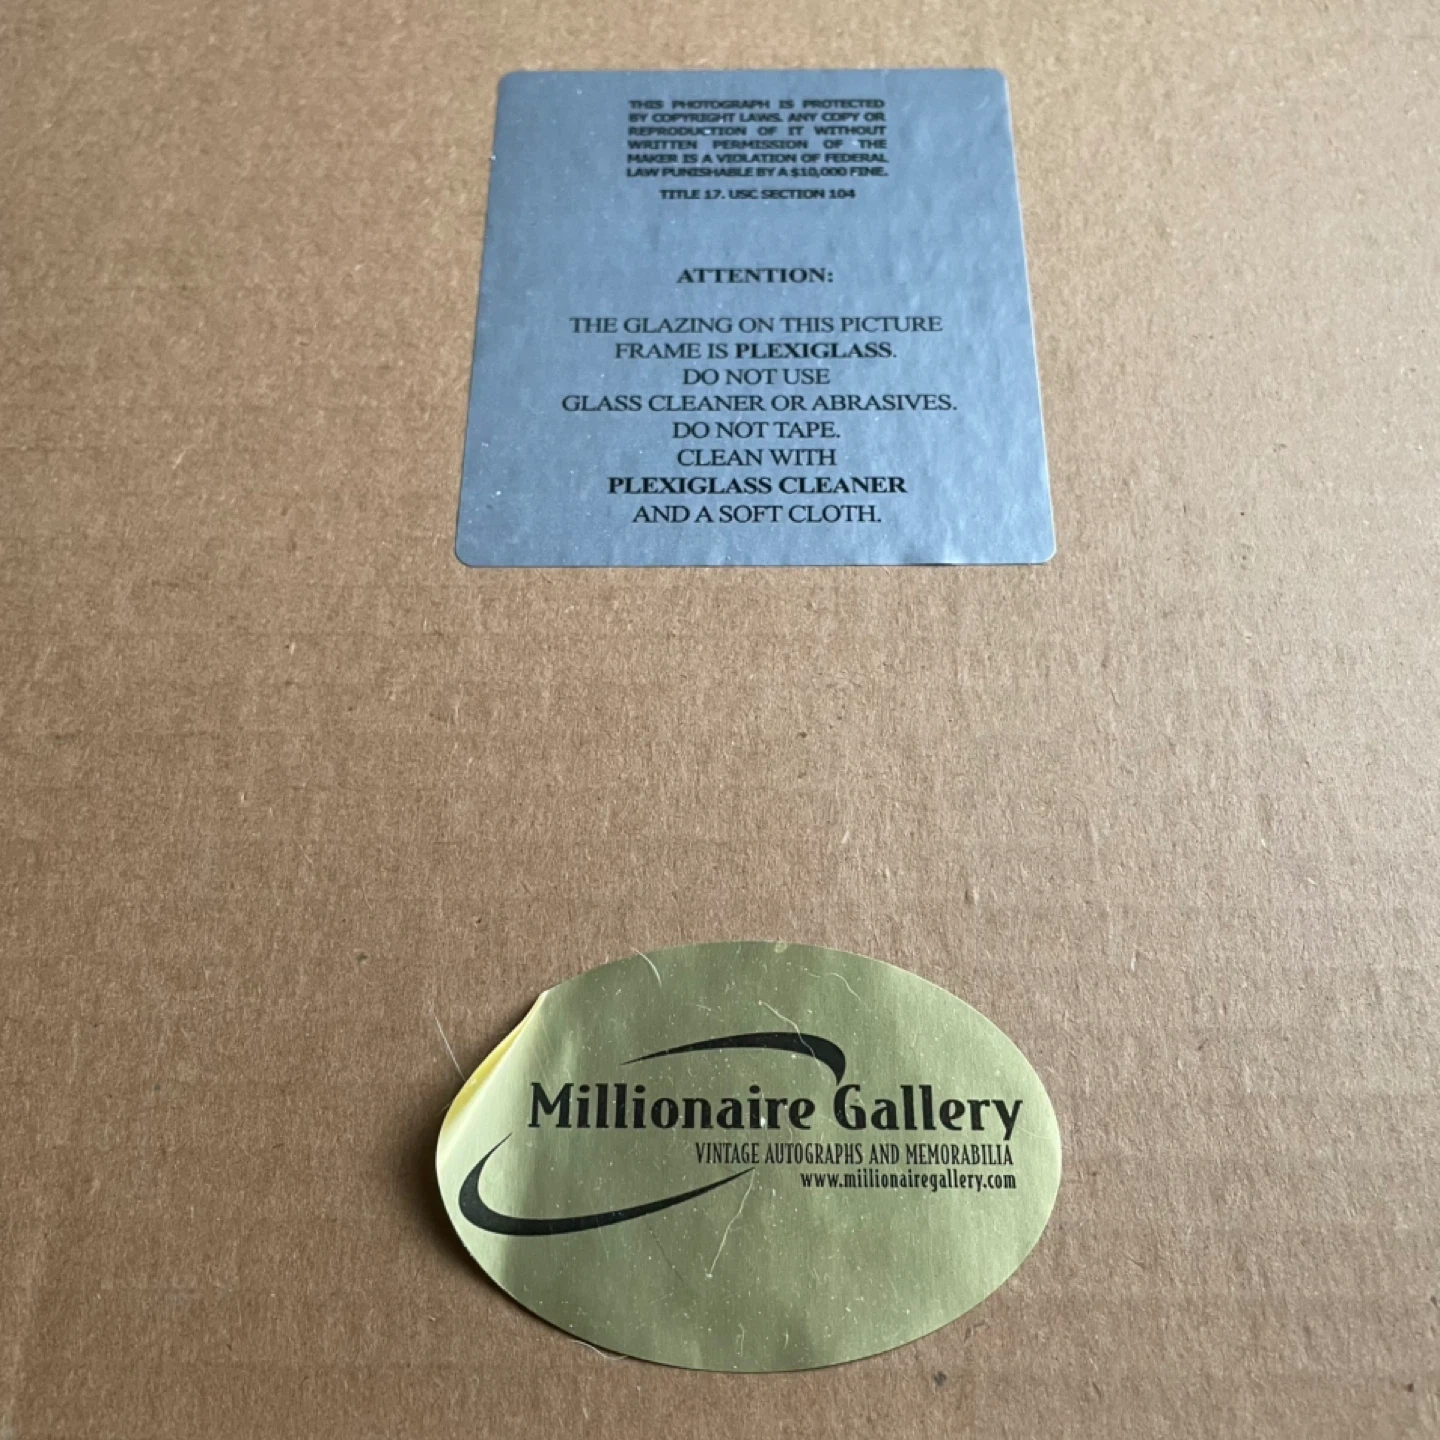 THIS PHOTOGRAPH IS PROTECTED
BY COPYRIGHT LAWS. ANY COPY OR
REPRODUCTION OF IT WITHOUT
WRITTEN PERMISSION OF THE
MAKER IS A VIOLATION OF FEDERAL
LAW PUNISHABLE BY A $10,000 FINE.
TITLE 17. USC SECTION 104
ATTENTION:
THE GLAZING ON THIS PICTURE
FRAME IS PLEXIGLASS.
DO NOT USE
GLASS CLEANER OR ABRASIVES.
DO NOT TAPE.
CLEAN WITH
PLEXIGLASS CLEANER
AND A SOFT CLOTH.
Millionaire Gallery
VINTAGE AUTOGRAPHS AND MEMORABILIA
www.millionairegallery.com